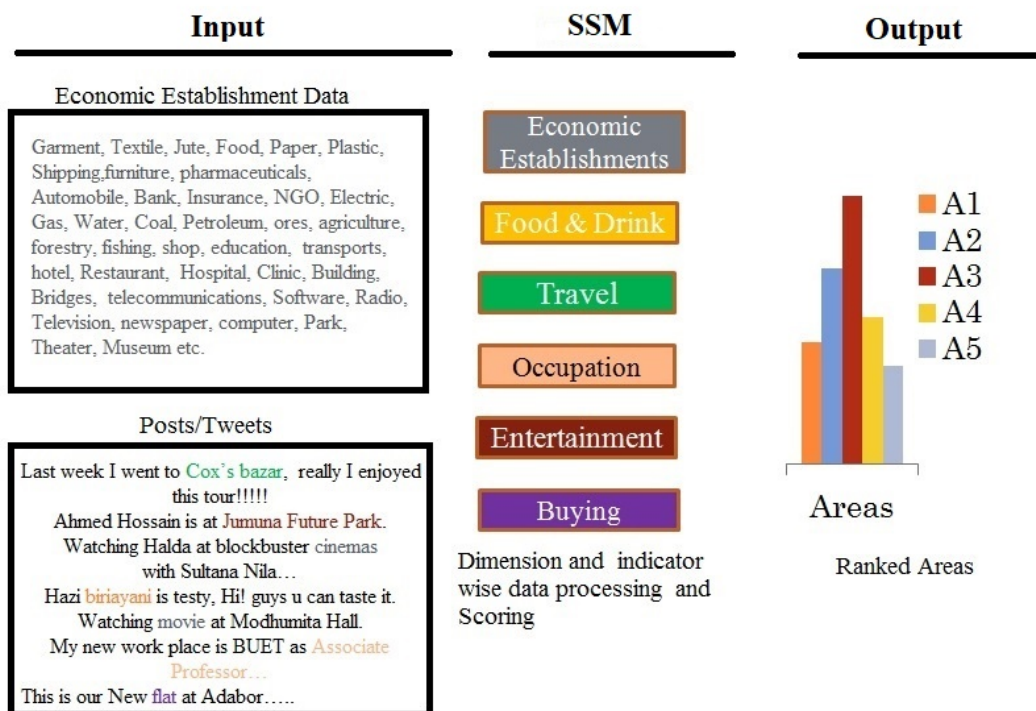 Input
Economic Establishment Data
Garment, Textile, Jute, Food, Paper, Plastic,
Shipping,furniture, pharmaceuticals,
Automobile, Bank, Insurance, NGO, Electric,
Gas, Water, Coal, Petroleum, ores, agriculture,
forestry, fishing, shop, education, transports,
hotel, Restaurant, Hospital, Clinic, Building,
Bridges, telecommunications, Software, Radio,
Television, newspaper, computer, Park,
Theater, Museum etc.
Posts/Tweets
Last week I went to Cox's bazar, really I enjoyed
this tour!!!!!
Ahmed Hossain is at Jumuna Future Park.
Watching Halda at blockbuster cinemas
with Sultana Nila...
Hazi biriayani is testy, Hi! guys u can taste it.
Watching movie at Modhumita Hall.
My new work place is BUET as Associate
Professor...
This is our New flat at Adabor.....
SSM
Economic
Establishments
Food & Drink
Travel
Occupation
Entertainment
Buying
Dimension and indicator
wise data processing and
Scoring
Output
A1
A2
A3
A4
A5
Areas
Ranked Areas